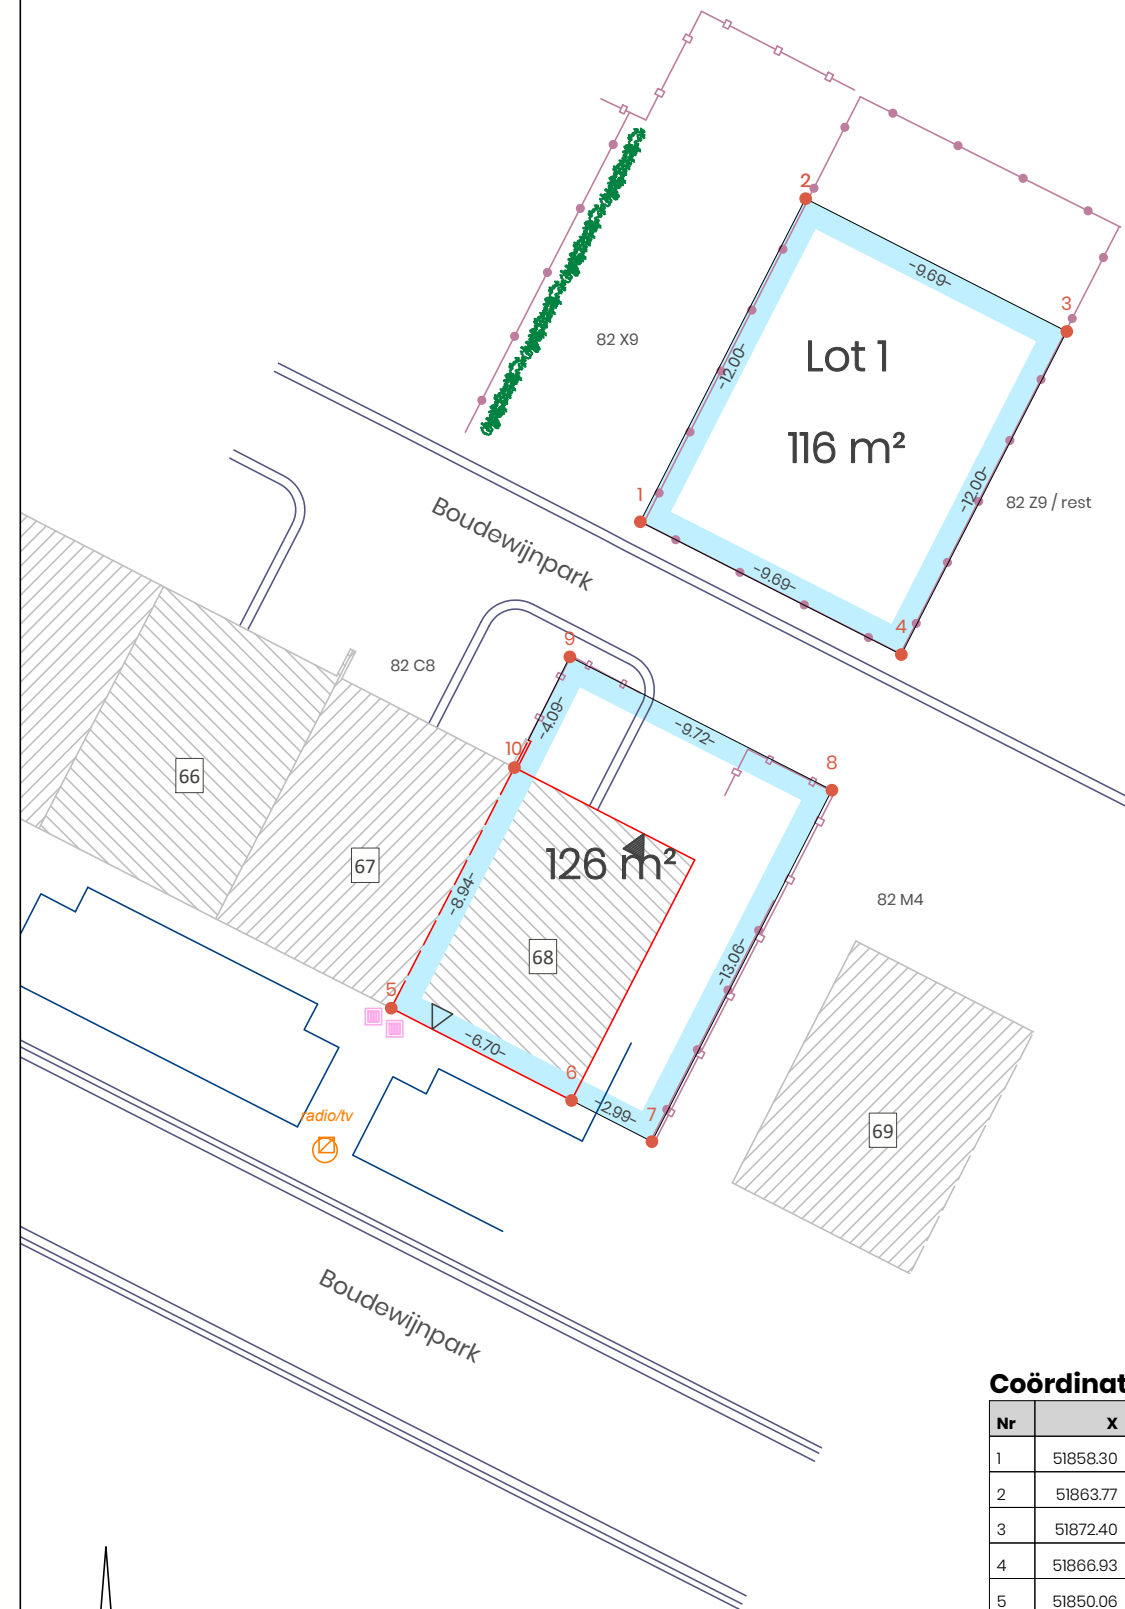 2
3
-9.69-
82 X9
Lot 1
-12.00-
116 m²
1
-12.00-
82 Z9 / rest
Boudewijnpark
-9.69-
4
9
82 C8
-4.09-
-9.72-
10
8
66
67
126 m²
-8.94-
82 M4
68
-13.06-
5
-6.70-
6
-2.99-
7
radio/tv
69
Boudewijnpark
Coördinat
Nr X
1 51858.30
2 51863.77
3 51872.40
4 51866.93
5 51850.06